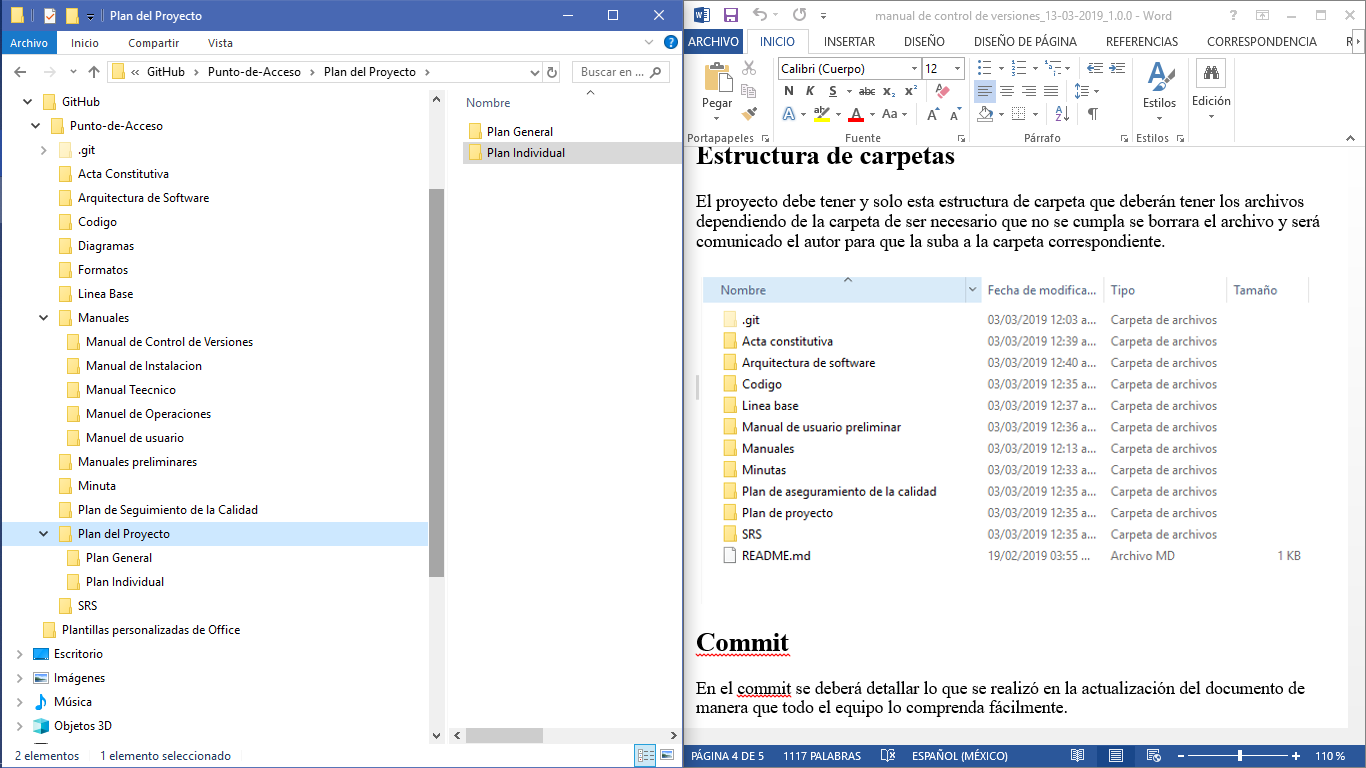 Plan del Proyecto
Archivo Inicio Compartir Vista
« GitHub › Punto-de-Acceso › Plan del Proyecto ›
Buscar en ...
GitHub
Punto-de-Acceso
.git
Acta Constitutiva
Arquitectura de Software
Codigo
Diagramas
Formatos
Linea Base
Manuales
Manual de Control de Versiones
Manual de Instalacion
Manual Teecnico
Manuel de Operaciones
Manuel de usuario
Manuales preliminares
Minuta
Plan de Seguimiento de la Calidad
Plan del Proyecto
Plan General
Plan Individual
SRS
Plantillas personalizadas de Office
Escritorio
Imágenes
Música
Objetos 3D
Nombre
Plan General
Plan Individual
2 elementos 1 elemento seleccionado
manual de control de versiones_13-03-2019_1.0.0 - Word
ARCHIVO INICIO INSERTAR DISEÑO DISEÑO DE PÁGINA REFERENCIAS CORRESPONDENCIA R
Calibri (Cuerpo) 12
N K S abc x₂ x²
A ab A Aa A A
Pegar
Estilos
Edición
Portapapeles Fuente Párrafo Estilos
Estructura de carpetas
El proyecto debe tener y solo esta estructura de carpeta que deberán tener los archivos
dependiendo de la carpeta de ser necesario que no se cumpla se borrara el archivo y será
comunicado el autor para que la suba a la carpeta correspondiente.
Nombre Fecha de modifica... Tipo Tamaño
.git 03/03/2019 12:03 a... Carpeta de archivos
Acta constitutiva 03/03/2019 12:39 a... Carpeta de archivos
Arquitectura de software 03/03/2019 12:40 a... Carpeta de archivos
Codigo 03/03/2019 12:35 a... Carpeta de archivos
Linea base 03/03/2019 12:37 a... Carpeta de archivos
Manual de usuario preliminar 03/03/2019 12:36 a... Carpeta de archivos
Manuales 03/03/2019 12:13 a... Carpeta de archivos
Minutas 03/03/2019 12:33 a... Carpeta de archivos
Plan de aseguramiento de la calidad 03/03/2019 12:35 a... Carpeta de archivos
Plan de proyecto 03/03/2019 12:35 a... Carpeta de archivos
SRS 03/03/2019 12:35 a... Carpeta de archivos
README.md 19/02/2019 03:55 ... Archivo MD 1 KB
Commit
En el commit se deberá detallar lo que se realizó en la actualización del documento de
manera que todo el equipo lo comprenda fácilmente.
PÁGINA 4 DE 5 1117 PALABRAS ESPAÑOL (MÉXICO) 110 %